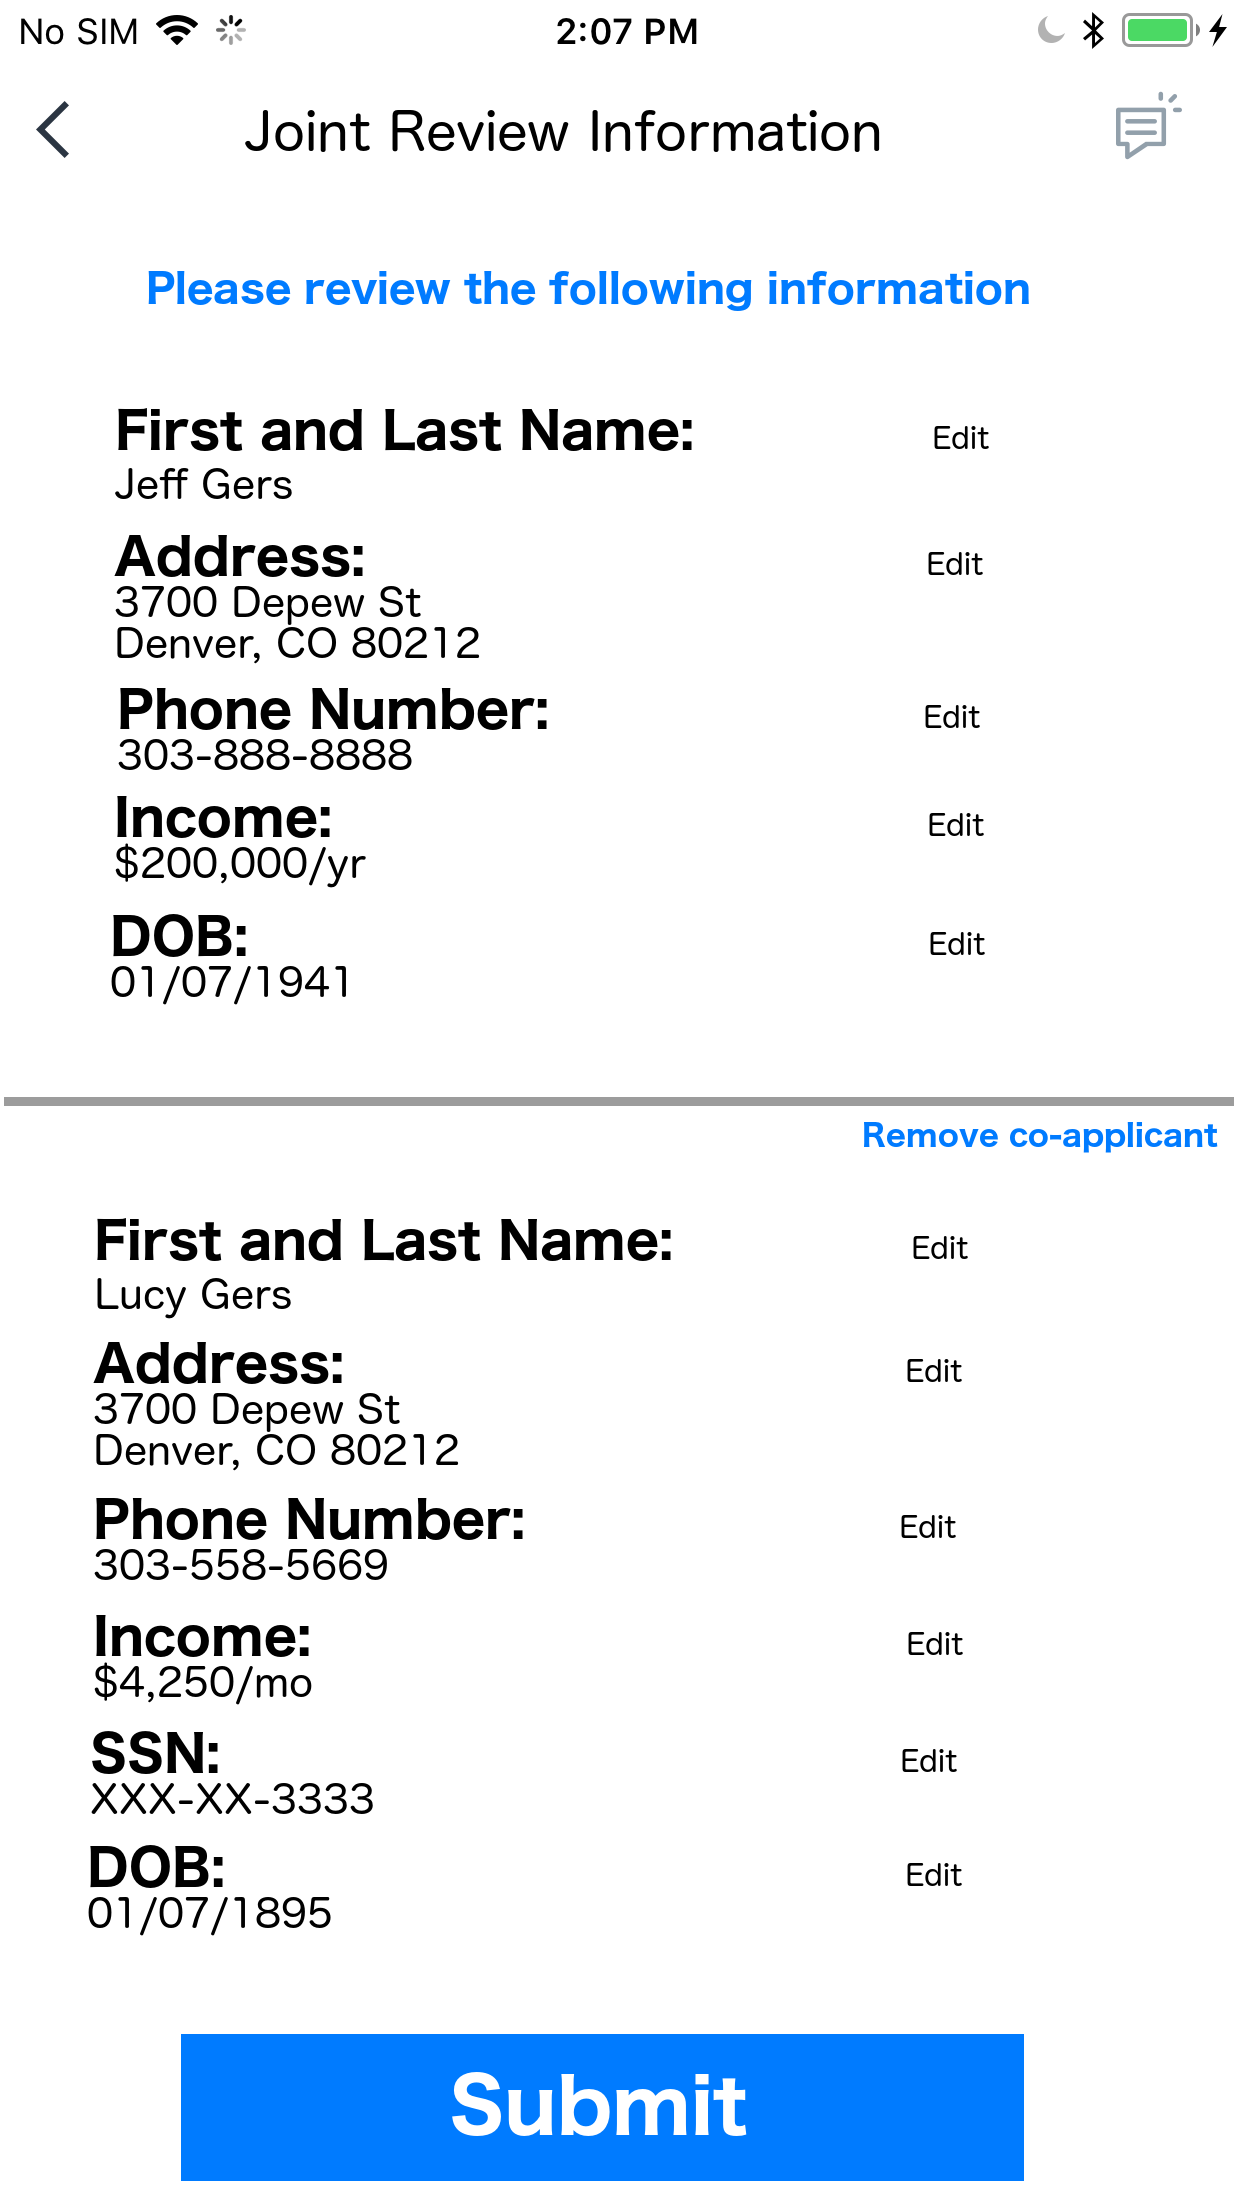 No SIM 2:07 PM
Joint Review Information
Please review the following information
First and Last Name: Edit
Jeff Gers
Address: Edit
3700 Depew St
Denver, CO 80212
Phone Number: Edit
303-888-8888
Income: Edit
$200,000/yr
DOB: Edit
01/07/1941
Remove co-applicant
First and Last Name: Edit
Lucy Gers
Address: Edit
3700 Depew St
Denver, CO 80212
Phone Number: Edit
303-558-5669
Income: Edit
$4,250/mo
SSN: Edit
XXX-XX-3333
DOB: Edit
01/07/1895
Submit